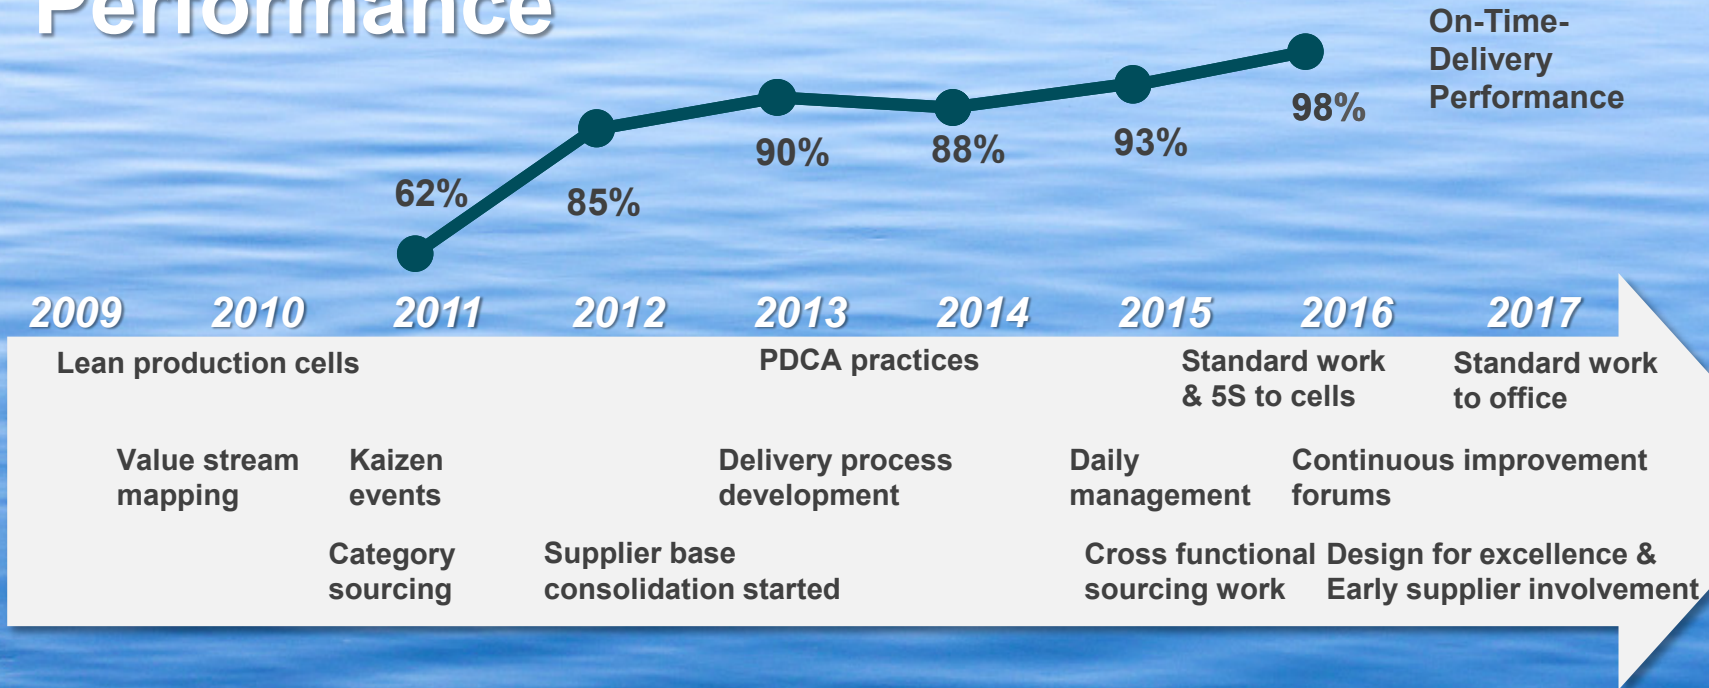 Performance
On-Time-
Delivery
Performance
62%
85%
90%
88%
93%
98%
2009 2010 2011 2012 2013 2014 2015 2016 2017
Lean production cells
PDCA practices
Standard work
& 5S to cells
Standard work
to office
Value stream
mapping
Kaizen
events
Delivery process
development
Daily
management
Continuous improvement
forums
Category
sourcing
Supplier base
consolidation started
Cross functional
sourcing work
Design for excellence &
Early supplier involvement